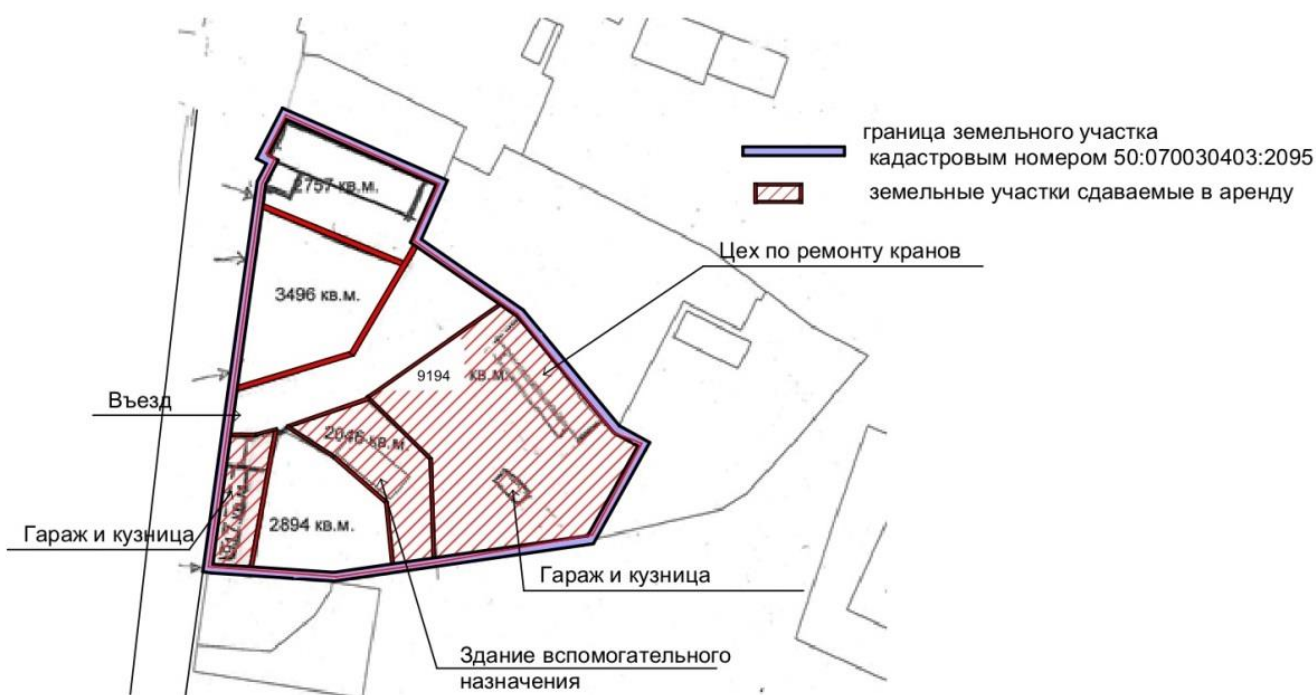 граница земельного участка
кадастровым номером 50:070030403:2095
земельные участки сдаваемые в аренду
2757 кв.м.
Цех по ремонту кранов
3496 кв.м.
9194 кв.м.
Въезд
2046 кв.м.
2894 кв.м.
Гараж и кузница
Гараж и кузница
Здание вспомогательного
назначения